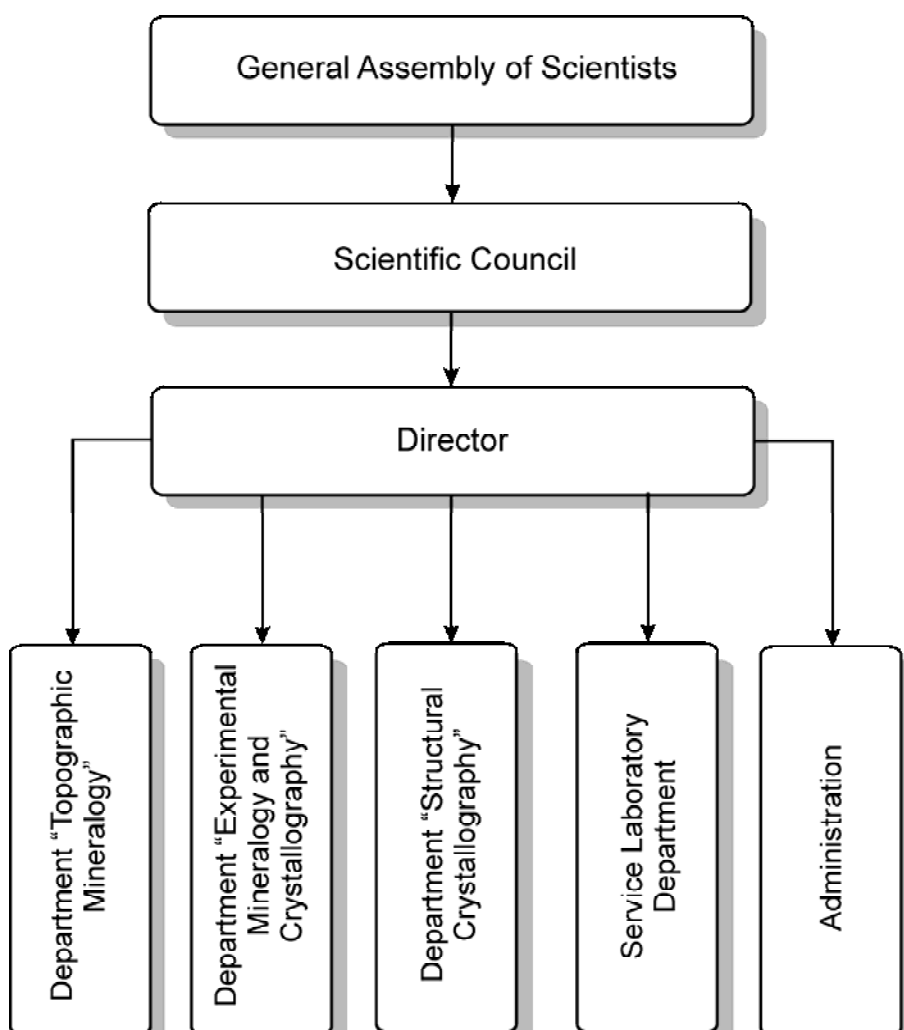 General Assembly of Scientists
Scientific Council
Director
Department “Topographic
Mineralogy”
Department “Experimental
Mineralogy and
Crystallography”
Department “Structural
Crystallography”
Service Laboratory
Department
Administration